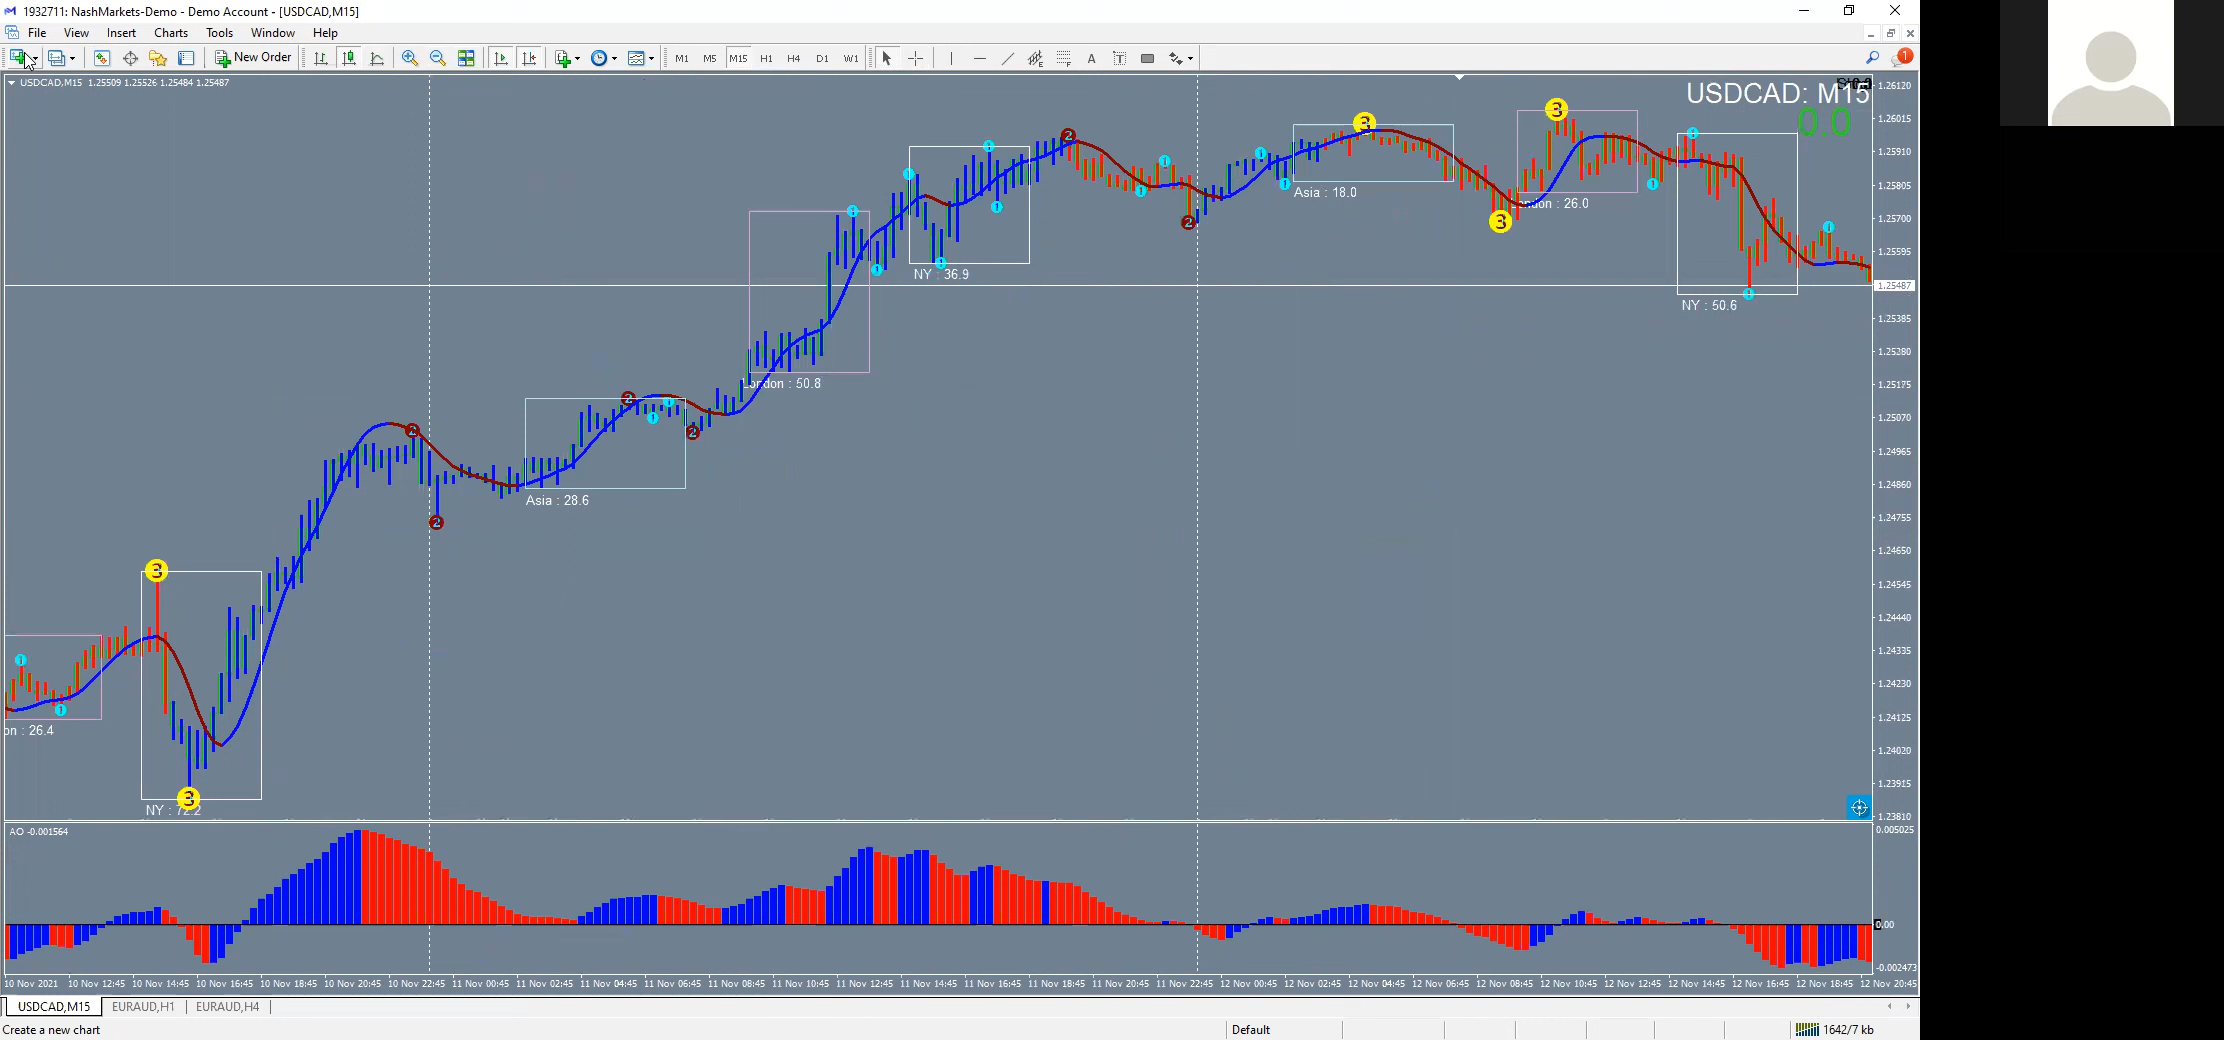 1932711: NashMarkets-Demo - Demo Account - [USDCAD,M15]
File View Insert Charts Tools Window Help
New Order M1 M5 M15 H1 H4 D1 W1 A T 1
USDCAD,M15 1.25509 1.25526 1.25484 1.25487
USDCAD: M15
0.0
1.26120
1.26015
1.25910
1.25805
1.25700
1.25595
1.25487
1.25385
1.25280
1.25175
1.25070
1.24965
1.24860
1.24755
1.24650
1.24545
1.24440
1.24335
1.24230
1.24125
1.24020
1.23915
1.23810
Asia : 18.0
London : 26.0
NY : 36.9
NY : 50.6
London : 50.8
Asia : 28.6
on : 26.4
NY : 72.2
AO -0.001564
0.005025
0.00
-0.002473
10 Nov 2021 10 Nov 12:45 10 Nov 14:45 10 Nov 16:45 10 Nov 18:45 10 Nov 20:45 10 Nov 22:45 11 Nov 00:45 11 Nov 02:45 11 Nov 04:45 11 Nov 06:45 11 Nov 08:45 11 Nov 10:45 11 Nov 12:45 11 Nov 14:45 11 Nov 16:45 11 Nov 18:45 11 Nov 20:45 11 Nov 22:45 12 Nov 00:45 12 Nov 02:45 12 Nov 04:45 12 Nov 06:45 12 Nov 08:45 12 Nov 10:45 12 Nov 12:45 12 Nov 14:45 12 Nov 16:45 12 Nov 18:45 12 Nov 20:45
USDCAD,M15 EURAUD,H1 EURAUD,H4
Create a new chart Default 1642/7 kb